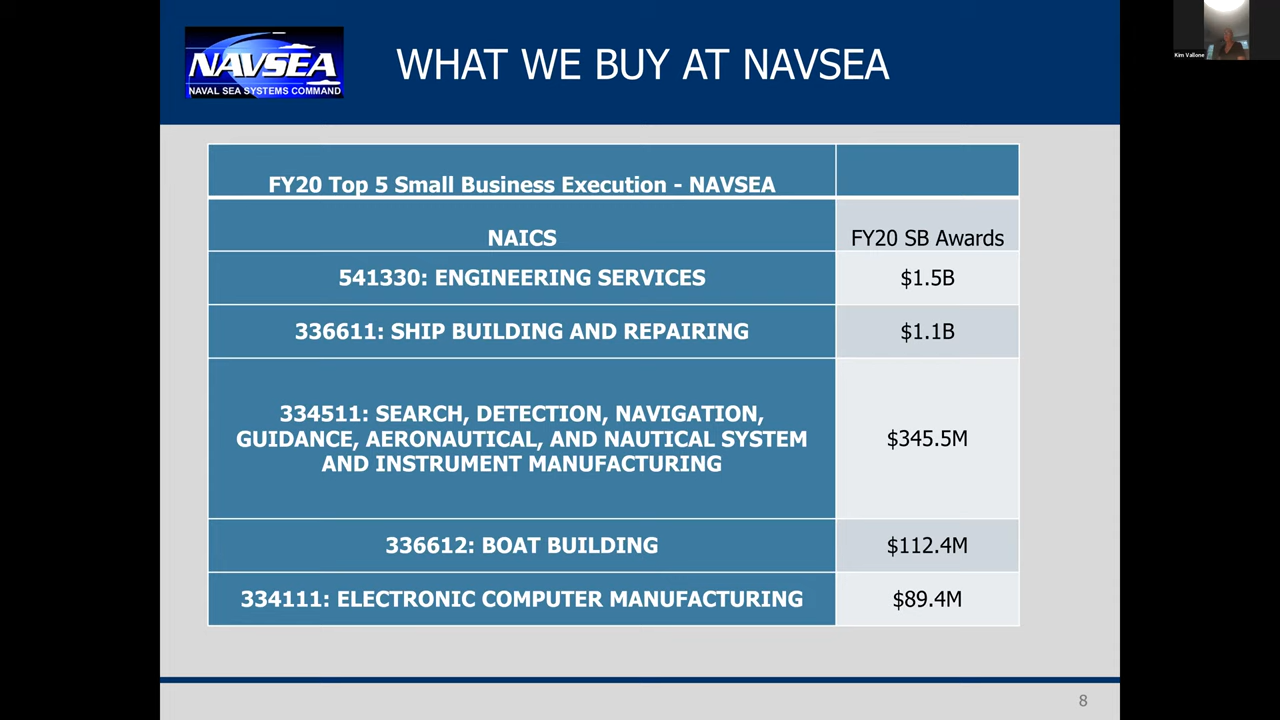 NAVSEA
NAVAL SEA SYSTEMS COMMAND
WHAT WE BUY AT NAVSEA
Kim Vallone
FY20 Top 5 Small Business Execution - NAVSEA
NAICS
FY20 SB Awards
541330: ENGINEERING SERVICES
$1.5B
336611: SHIP BUILDING AND REPAIRING
$1.1B
334511: SEARCH, DETECTION, NAVIGATION,
GUIDANCE, AERONAUTICAL, AND NAUTICAL SYSTEM
AND INSTRUMENT MANUFACTURING
$345.5M
336612: BOAT BUILDING
$112.4M
334111: ELECTRONIC COMPUTER MANUFACTURING
$89.4M
8